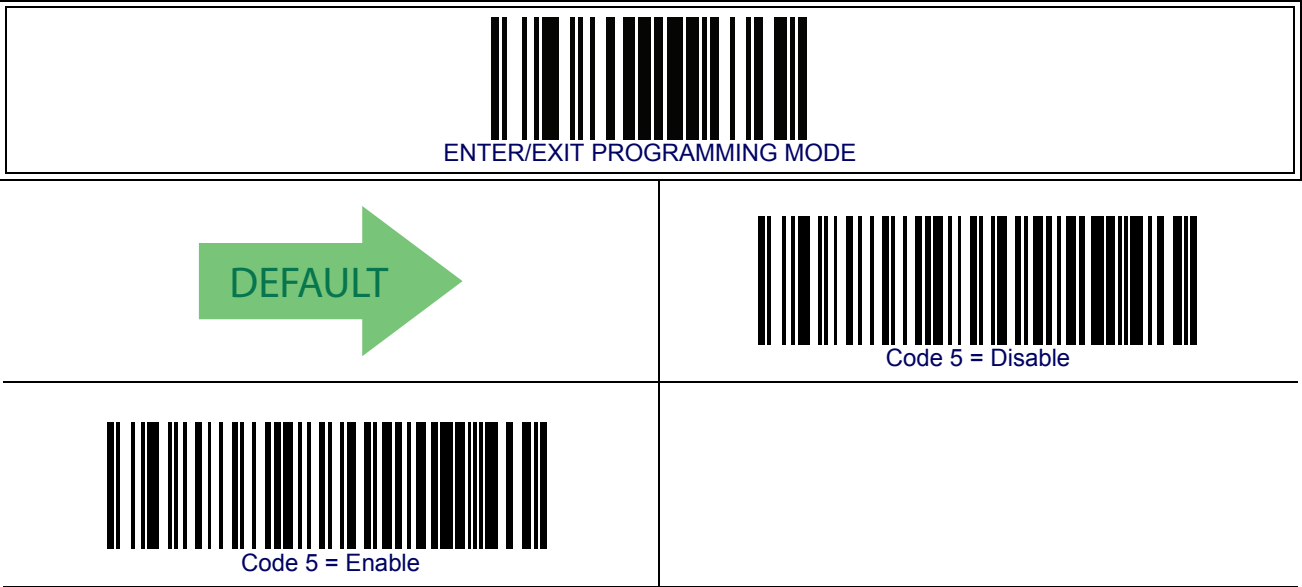 ENTER/EXIT PROGRAMMING MODE
DEFAULT
Code 5 = Disable
Code 5 = Enable